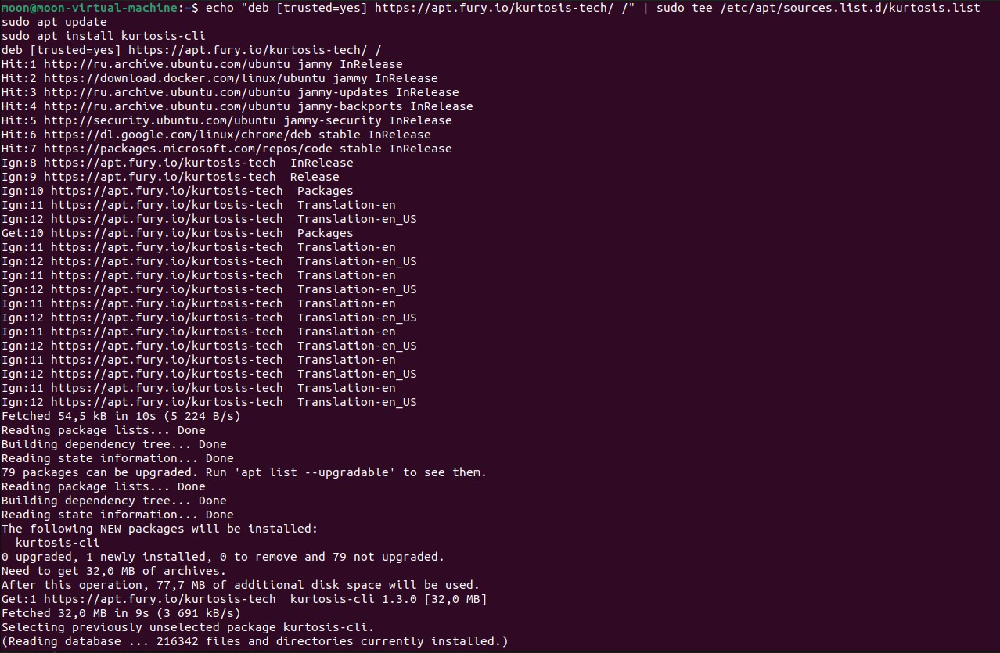 moon@moon-virtual-machine:~$ echo "deb [trusted=yes] https://apt.fury.io/kurtosis-tech/ /" | sudo tee /etc/apt/sources.list.d/kurtosis.list
sudo apt update
sudo apt install kurtosis-cli
deb [trusted=yes] https://apt.fury.io/kurtosis-tech/ /
Hit:1 http://ru.archive.ubuntu.com/ubuntu jammy InRelease
Hit:2 https://download.docker.com/linux/ubuntu jammy InRelease
Hit:3 http://ru.archive.ubuntu.com/ubuntu jammy-updates InRelease
Hit:4 http://ru.archive.ubuntu.com/ubuntu jammy-backports InRelease
Hit:5 http://security.ubuntu.com/ubuntu jammy-security InRelease
Hit:6 https://dl.google.com/linux/chrome/deb stable InRelease
Hit:7 https://packages.microsoft.com/repos/code stable InRelease
Ign:8 https://apt.fury.io/kurtosis-tech  InRelease
Ign:9 https://apt.fury.io/kurtosis-tech  Release
Ign:10 https://apt.fury.io/kurtosis-tech  Packages
Ign:11 https://apt.fury.io/kurtosis-tech  Translation-en
Ign:12 https://apt.fury.io/kurtosis-tech  Translation-en_US
Get:10 https://apt.fury.io/kurtosis-tech  Packages
Ign:11 https://apt.fury.io/kurtosis-tech  Translation-en
Ign:12 https://apt.fury.io/kurtosis-tech  Translation-en_US
Ign:11 https://apt.fury.io/kurtosis-tech  Translation-en
Ign:12 https://apt.fury.io/kurtosis-tech  Translation-en_US
Ign:11 https://apt.fury.io/kurtosis-tech  Translation-en
Ign:12 https://apt.fury.io/kurtosis-tech  Translation-en_US
Ign:11 https://apt.fury.io/kurtosis-tech  Translation-en
Ign:12 https://apt.fury.io/kurtosis-tech  Translation-en_US
Ign:11 https://apt.fury.io/kurtosis-tech  Translation-en
Ign:12 https://apt.fury.io/kurtosis-tech  Translation-en_US
Ign:11 https://apt.fury.io/kurtosis-tech  Translation-en
Ign:12 https://apt.fury.io/kurtosis-tech  Translation-en_US
Fetched 54,5 kB in 10s (5 224 B/s)
Reading package lists... Done
Building dependency tree... Done
Reading state information... Done
79 packages can be upgraded. Run 'apt list --upgradable' to see them.
Reading package lists... Done
Building dependency tree... Done
Reading state information... Done
The following NEW packages will be installed:
  kurtosis-cli
0 upgraded, 1 newly installed, 0 to remove and 79 not upgraded.
Need to get 32,0 MB of archives.
After this operation, 77,7 MB of additional disk space will be used.
Get:1 https://apt.fury.io/kurtosis-tech  kurtosis-cli 1.3.0 [32,0 MB]
Fetched 32,0 MB in 9s (3 691 kB/s)
Selecting previously unselected package kurtosis-cli.
(Reading database ... 216342 files and directories currently installed.)